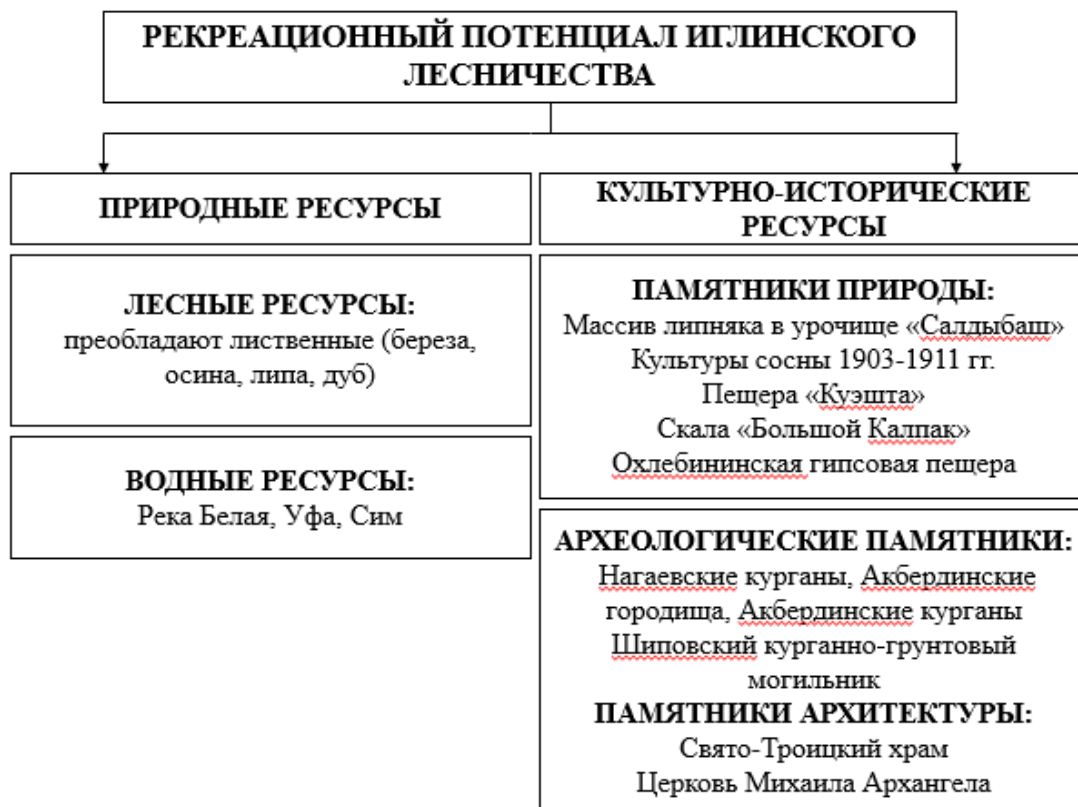 РЕКРЕАЦИОННЫЙ ПОТЕНЦИАЛ ИГЛИНСКОГО
ЛЕСНИЧЕСТВА
ПРИРОДНЫЕ РЕСУРСЫ
ЛЕСНЫЕ РЕСУРСЫ:
преобладают лиственные (береза,
осина, липа, дуб)
ВОДНЫЕ РЕСУРСЫ:
Река Белая, Уфа, Сим
КУЛЬТУРНО-ИСТОРИЧЕСКИЕ
РЕСУРСЫ
ПАМЯТНИКИ ПРИРОДЫ:
Массив липняка в урочище «Салдыбаш»
Культуры сосны 1903-1911 гг.
Пещера «Куэшта»
Скала «Большой Калпак»
Охлебининская гипсовая пещера
АРХЕОЛОГИЧЕСКИЕ ПАМЯТНИКИ:
Нагаевские курганы, Акбердинские
городища, Акбердинские курганы
Шиповский курганно-грунтовый
могильник
ПАМЯТНИКИ АРХИТЕКТУРЫ:
Свято-Троицкий храм
Церковь Михаила Архангела